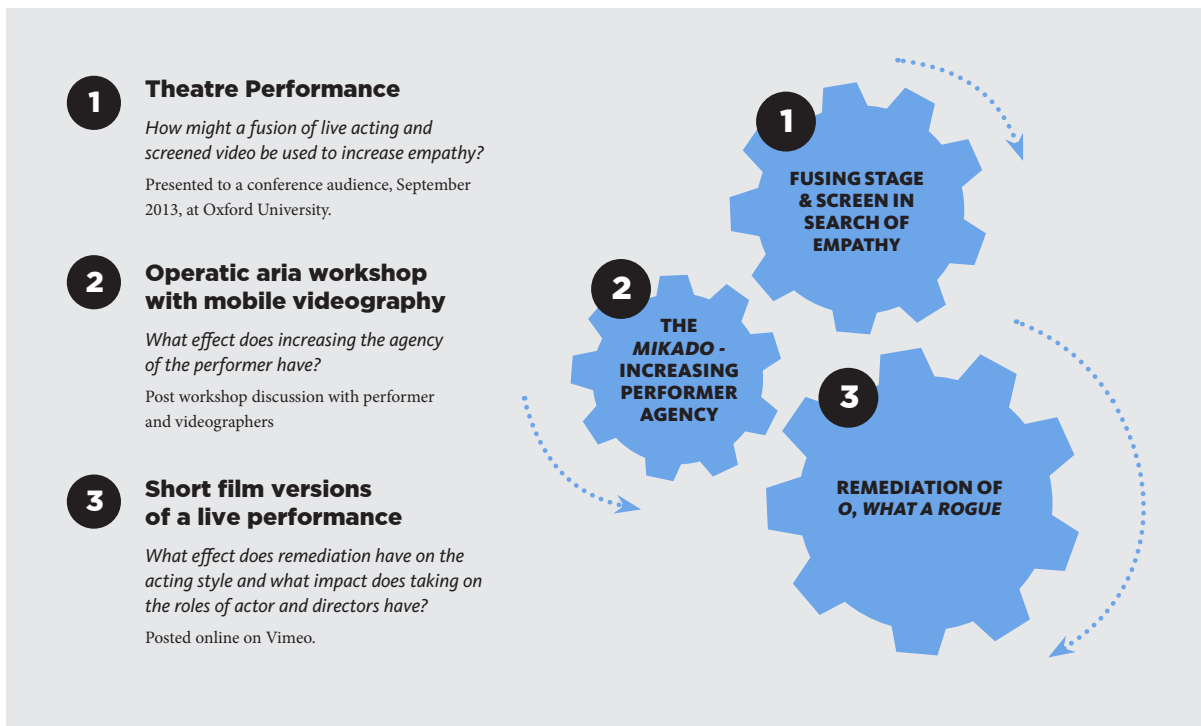 1
Theatre Performance
How might a fusion of live acting and
screened video be used to increase empathy?
Presented to a conference audience, September
2013, at Oxford University.
2
Operatic aria workshop
with mobile videography
What effect does increasing the agency
of the performer have?
Post workshop discussion with performer
and videographers
3
Short film versions
of a live performance
What effect does remediation have on the
acting style and what impact does taking on
the roles of actor and directors have?
Posted online on Vimeo.
1
FUSING STAGE
& SCREEN IN
SEARCH OF
EMPATHY
2
THE
MIKADO -
INCREASING
PERFORMER
AGENCY
3
REMEDIATION OF
O, WHAT A ROGUE